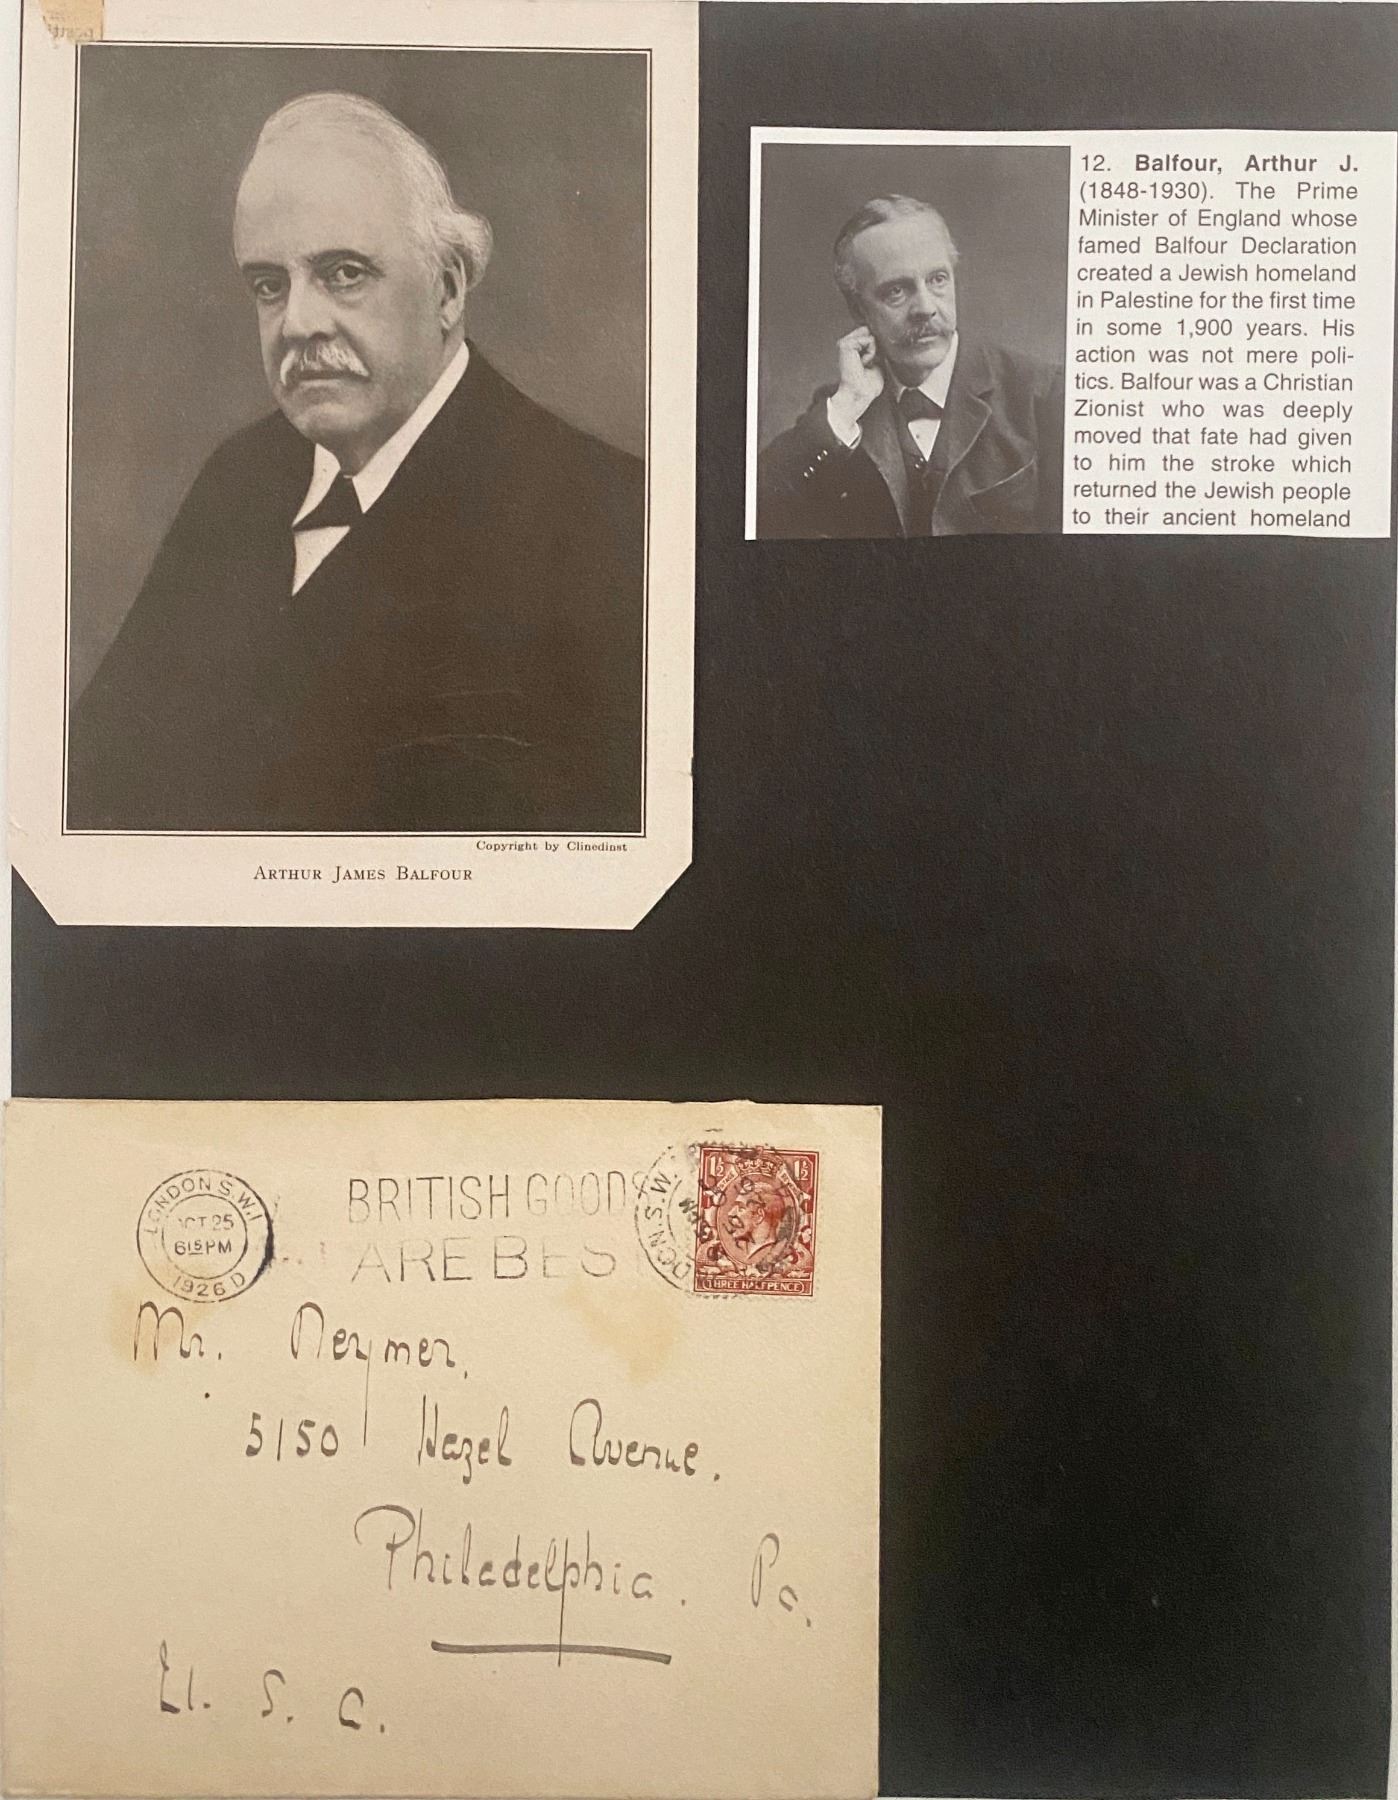 Copyright by Clinedinst
ARTHUR JAMES BALFOUR
12. Balfour, Arthur J.
(1848-1930). The Prime
Minister of England whose
famed Balfour Declaration
created a Jewish homeland
in Palestine for the first time
in some 1,900 years. His
action was not mere poli-
tics. Balfour was a Christian
Zionist who was deeply
moved that fate had given
to him the stroke which
returned the Jewish people
to their ancient homeland
LONDON S.W.1
OCT 25
6 15 PM
1926 D
BRITISH GOODS
ARE BEST
1½ 1½
THREE HALFPENCE
Mr. Neymer,
5150 Hazel Avenue.
Philadelphia. Pa.
U. S. A.